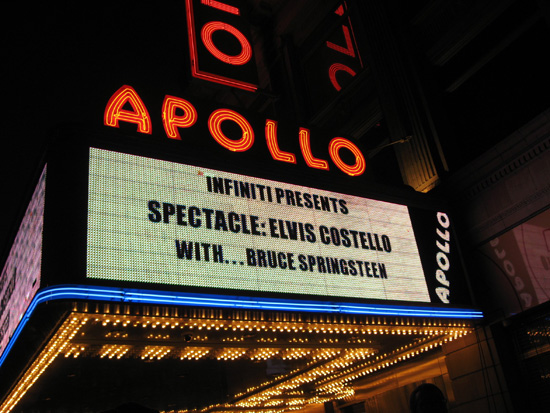 APOLLO
INFINITI PRESENTS
SPECTACLE: ELVIS COSTELLO
WITH...BRUCE SPRINGSTEEN
APOLLO